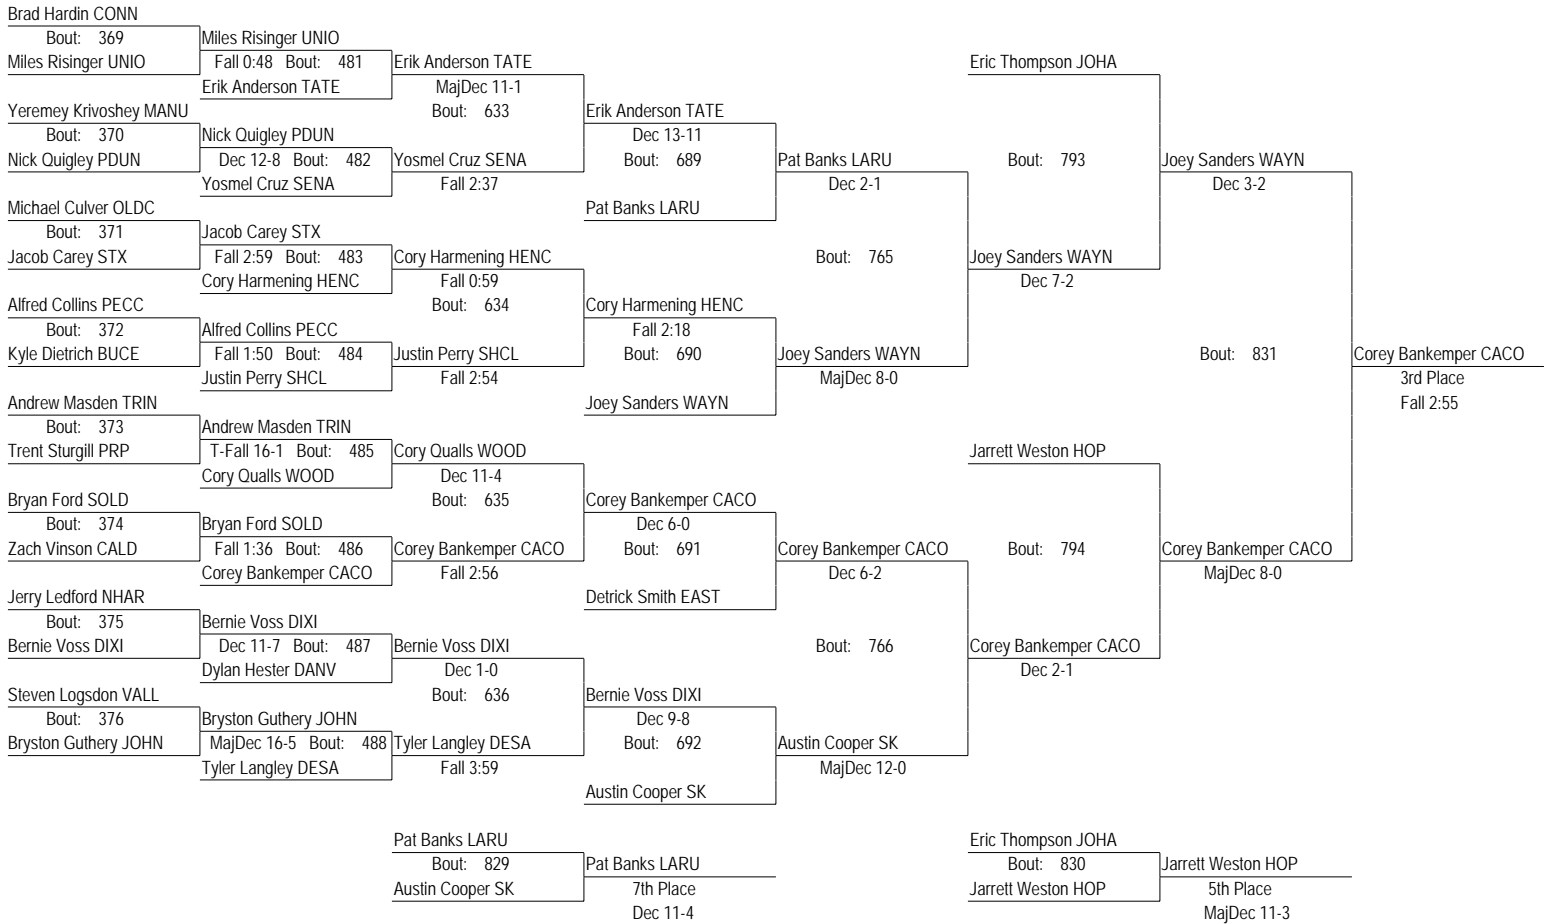 Brad Hardin CONN
Bout: 369 Miles Risinger UNIO
Miles Risinger UNIO Fall 0:48 Bout: 481 Erik Anderson TATE Eric Thompson JOHA
Erik Anderson TATE MajDec 11-1
Yeremey Krivoshey MANU Bout: 633 Erik Anderson TATE
Bout: 370 Nick Quigley PDUN Dec 13-11
Nick Quigley PDUN Dec 12-8 Bout: 482 Yosmel Cruz SENA Bout: 689 Pat Banks LARU Bout: 793 Joey Sanders WAYN
Yosmel Cruz SENA Fall 2:37 Dec 2-1 Dec 3-2
Michael Culver OLDC Pat Banks LARU
Bout: 371 Jacob Carey STX
Jacob Carey STX Fall 2:59 Bout: 483 Cory Harmening HENC Bout: 765 Joey Sanders WAYN
Cory Harmening HENC Fall 0:59 Dec 7-2
Alfred Collins PECC Bout: 634 Cory Harmening HENC
Bout: 372 Alfred Collins PECC Fall 2:18
Kyle Dietrich BUCE Fall 1:50 Bout: 484 Justin Perry SHCL Bout: 690 Joey Sanders WAYN Bout: 831 Corey Bankemper CACO
Justin Perry SHCL Fall 2:54 MajDec 8-0 3rd Place
Andrew Masden TRIN Joey Sanders WAYN Fall 2:55
Bout: 373 Andrew Masden TRIN
Trent Sturgill PRP T-Fall 16-1 Bout: 485 Cory Qualls WOOD Jarrett Weston HOP
Cory Qualls WOOD Dec 11-4
Bryan Ford SOLD Bout: 635 Corey Bankemper CACO
Bout: 374 Bryan Ford SOLD Dec 6-0
Zach Vinson CALD Fall 1:36 Bout: 486 Corey Bankemper CACO Bout: 691 Corey Bankemper CACO Bout: 794 Corey Bankemper CACO
Corey Bankemper CACO Fall 2:56 Dec 6-2 MajDec 8-0
Jerry Ledford NHAR Detrick Smith EAST
Bout: 375 Bernie Voss DIXI
Bernie Voss DIXI Dec 11-7 Bout: 487 Bernie Voss DIXI Bout: 766 Corey Bankemper CACO
Dylan Hester DANV Dec 1-0 Dec 2-1
Steven Logsdon VALL Bout: 636 Bernie Voss DIXI
Bout: 376 Bryston Guthery JOHN Dec 9-8
Bryston Guthery JOHN MajDec 16-5 Bout: 488 Tyler Langley DESA Bout: 692 Austin Cooper SK
Tyler Langley DESA Fall 3:59 MajDec 12-0
Austin Cooper SK
Pat Banks LARU Eric Thompson JOHA
Bout: 829 Pat Banks LARU Bout: 830 Jarrett Weston HOP
Austin Cooper SK 7th Place Jarrett Weston HOP 5th Place
Dec 11-4 MajDec 11-3